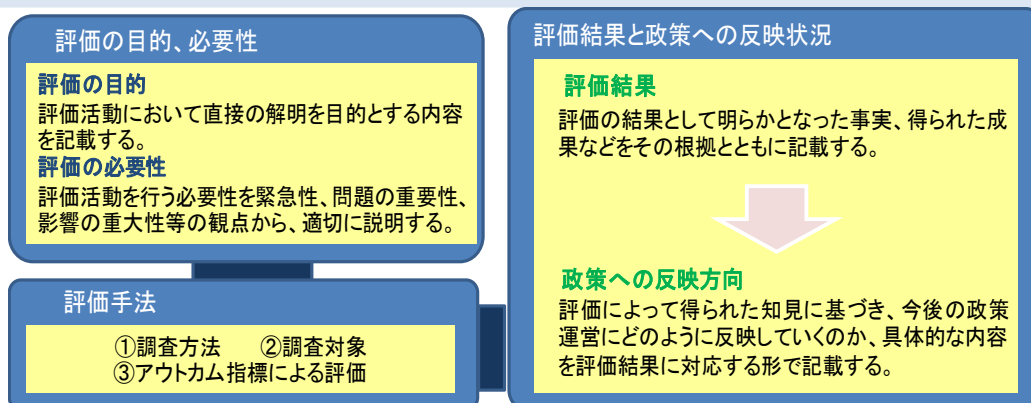 評価の目的、必要性
評価の目的
評価活動において直接の解明を目的とする内容
を記載する。
評価の必要性
評価活動を行う必要性を緊急性、問題の重要性、
影響の重大性等の観点から、適切に説明する。
評価手法
①調査方法　②調査対象
③アウトカム指標による評価
評価結果と政策への反映状況
評価結果
評価の結果として明らかとなった事実、得られた成
果などをその根拠とともに記載する。
政策への反映方向
評価によって得られた知見に基づき、今後の政策
運営にどのように反映していくのか、具体的な内容
を評価結果に対応する形で記載する。